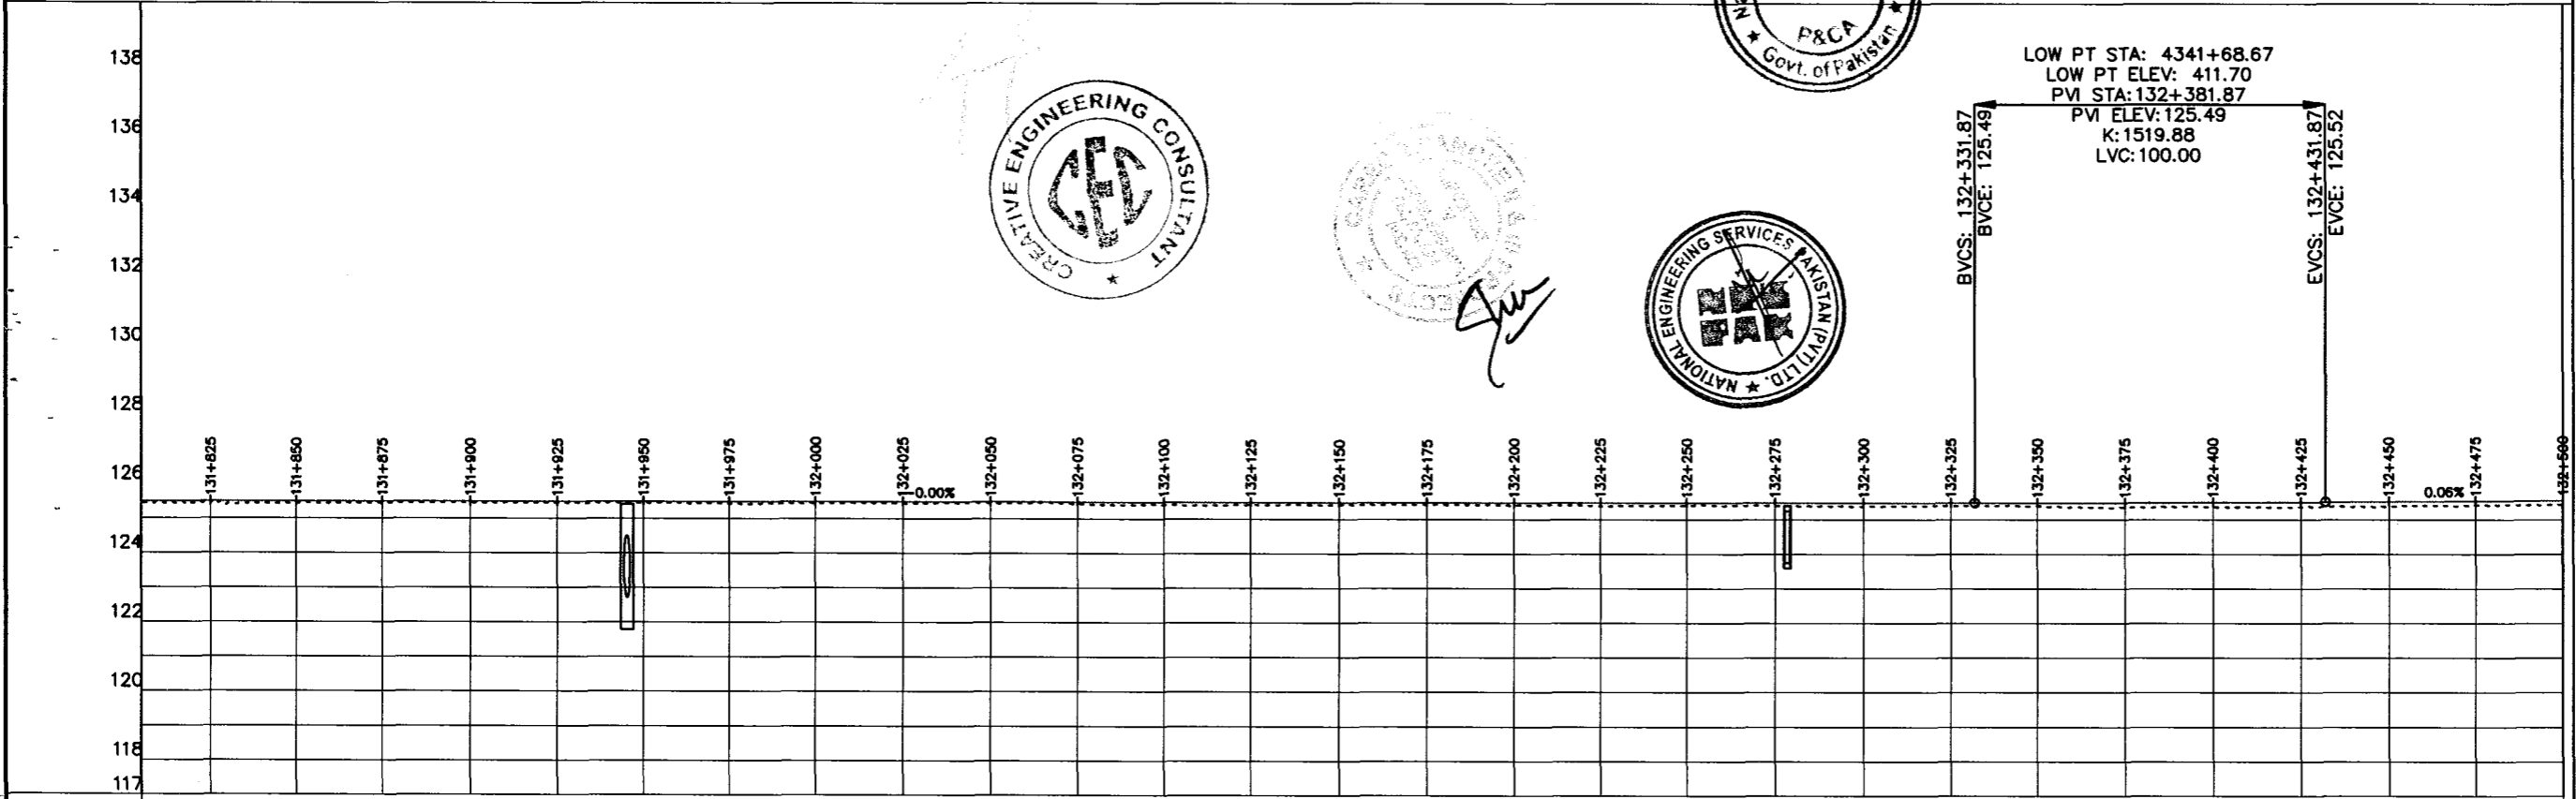 P&CA
★ Govt. of Pakistan ★
138
136
134
132
130
128
126
124
122
120
118
117
CREATIVE ENGINEERING CONSULTANT ★
CEC
NATIONAL ENGINEERING SERVICES PAKISTAN (PVT) LTD. ★
NES
PAK
LOW PT STA: 4341+68.67
LOW PT ELEV: 411.70
PVI STA:132+381.87
PVI ELEV:125.49
K:1519.88
LVC:100.00
BVCS: 132+331.87
BVCE: 125.49
EVCS: 132+431.87
EVCE: 125.52
131+825
131+850
131+875
131+900
131+925
131+950
131+975
132+000
132+025
132+050
132+075
132+100
132+125
132+150
132+175
132+200
132+225
132+250
132+275
132+300
132+325
132+350
132+375
132+400
132+425
132+450
132+475
132+500
-0.00%
0.06%